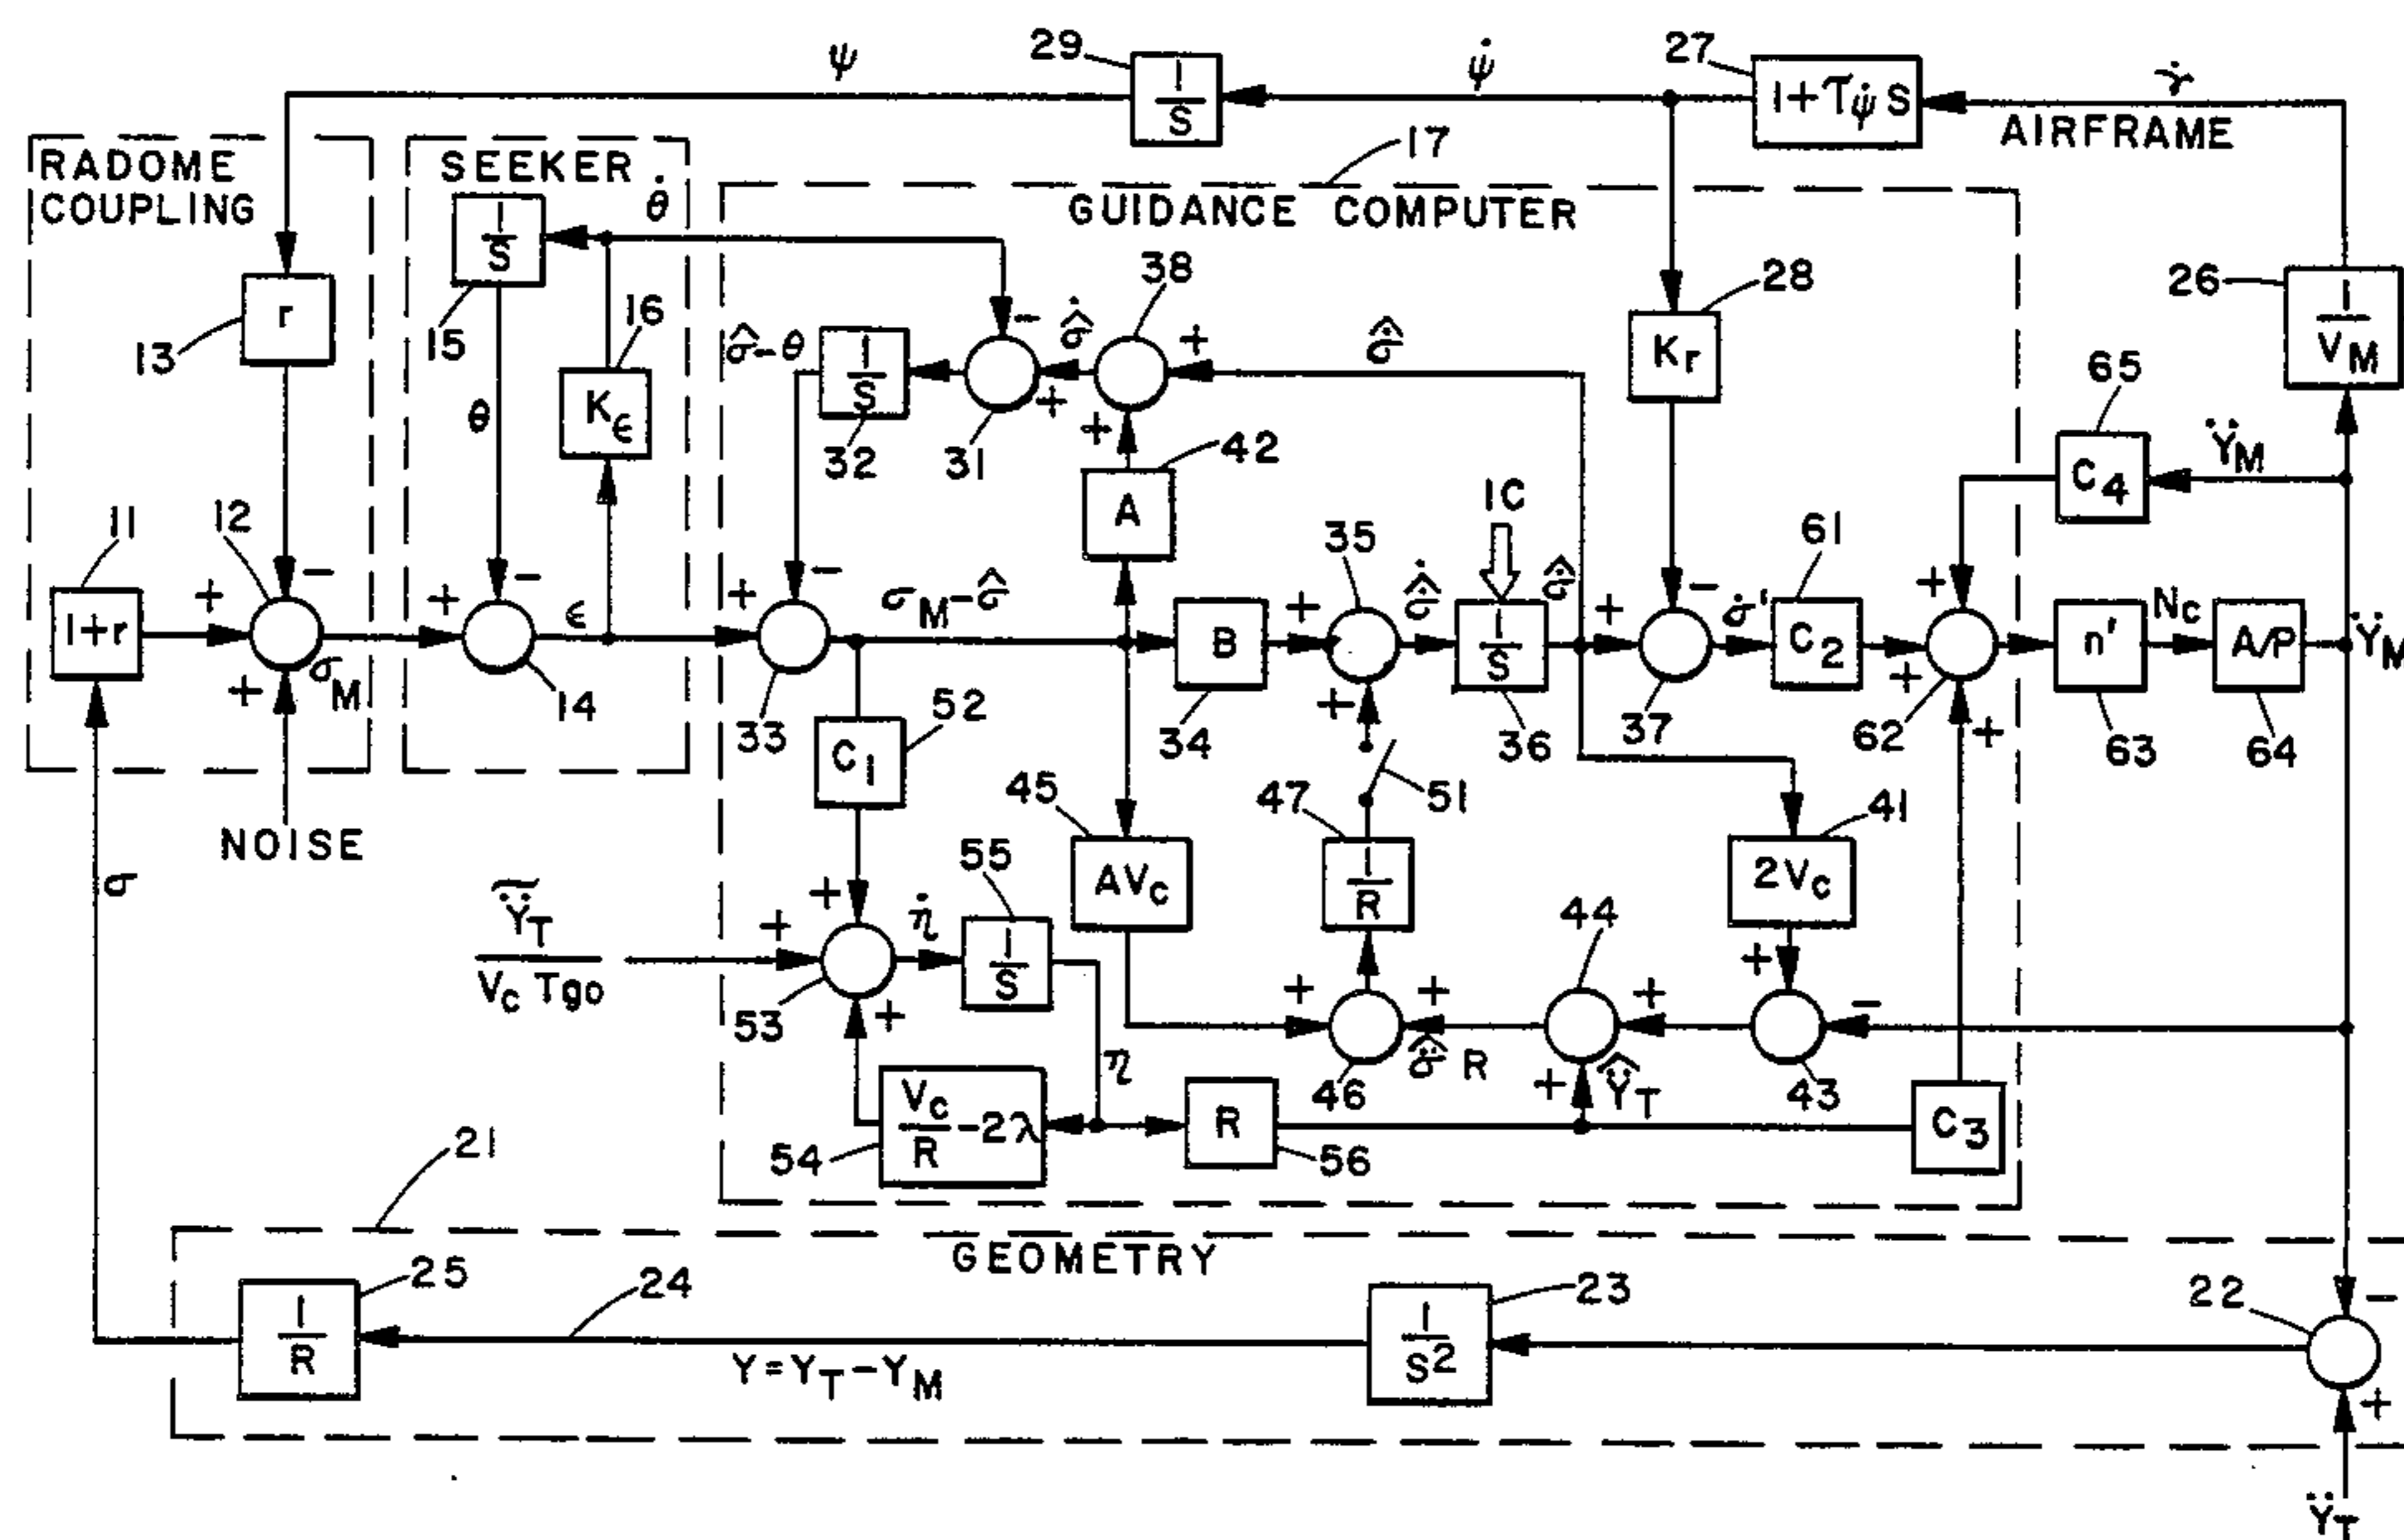 ψ
29
1/S
ψ̇
27
1+τψ̇ S
γ̇
AIRFRAME
17
RADOME
COUPLING
SEEKER
θ̇
GUIDANCE COMPUTER
1/S
15
r
13
16
Kϵ
θ
σ̂-θ
1/S
32
31
σ̂̇
38
σ̇̂
28
Kr
26
1/VM
65
C4
ŸM
42
A
1C
11
1+r
12
σM
NOISE
σ
14
ϵ
33
σM-σ̂
B
34
35
σ̇̂̇
1/S
36
σ̇̂
37
σ̇'
61
C2
62
n'
63
Nc
A/P
64
ŸM
52
C1
45
AVc
47
1/R
51
41
2Vc
55
1/S
η̇
Ÿ̃T
Vc Tgo
53
η
46
σ̈̂ R
44
Ÿ̂T
43
C3
54
Vc/R -2λ
R
56
21
GEOMETRY
25
1/R
24
Y=YT-YM
23
1/S2
22
ŸT